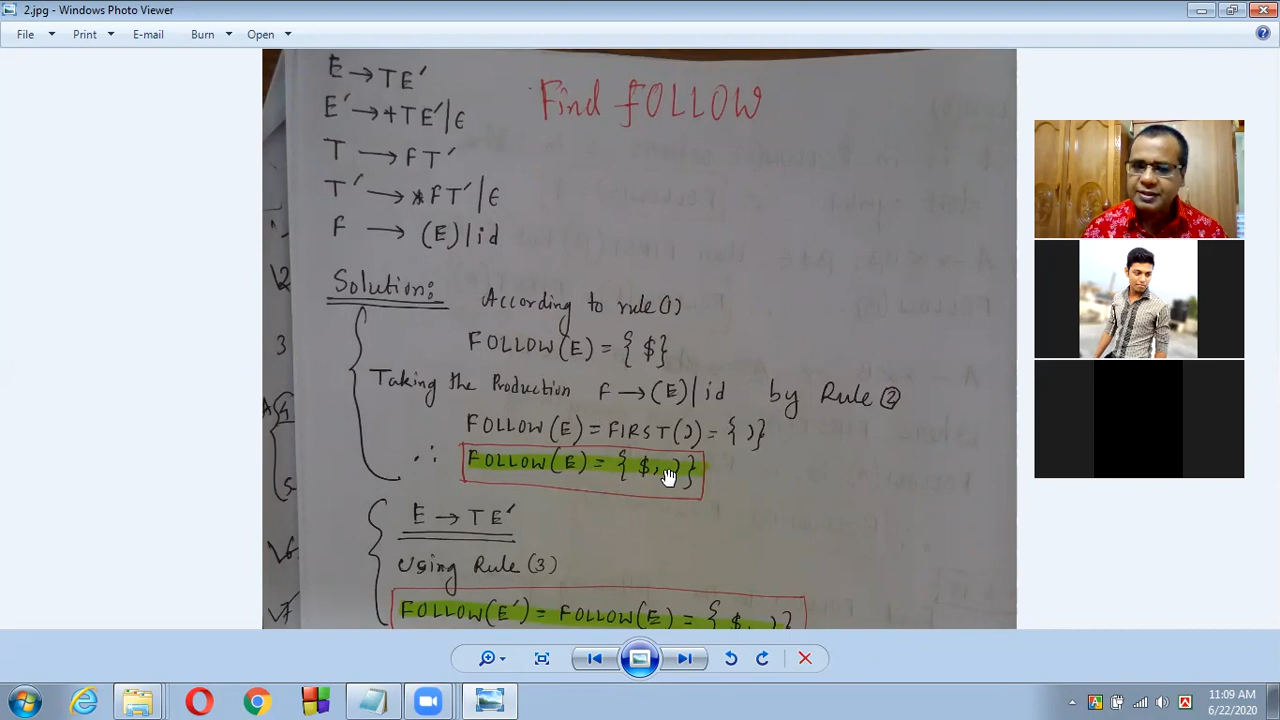 2.jpg - Windows Photo Viewer
File Print E-mail Burn Open
Find FOLLOW
E → TE'
E' → +TE'|ϵ
T → FT'
T' → *FT'|ϵ
F → (E)|id
Solution:
According to rule(1)
FOLLOW(E) = { $}
Taking the Production F → (E)|id by Rule ②
FOLLOW(E) = FIRST()) = { )}
∴ FOLLOW(E) = { $, )}
E → TE'
using Rule (3)
FOLLOW(E') = FOLLOW(E) = { $, )}
11:09 AM
6/22/2020